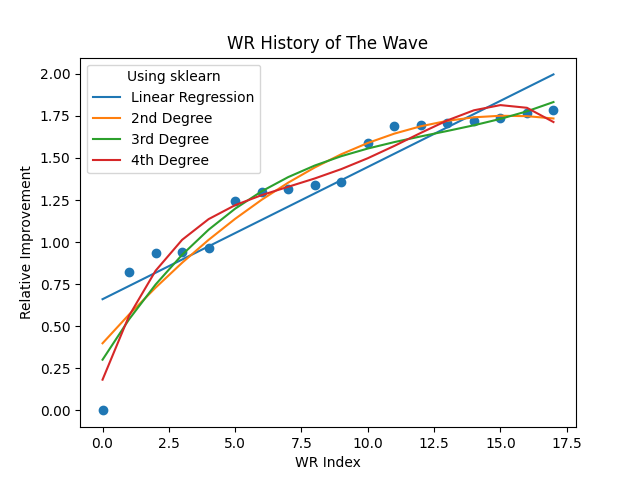 WR History of The Wave
Using sklearn
Linear Regression
2nd Degree
3rd Degree
4th Degree
Relative Improvement
2.00
1.75
1.50
1.25
1.00
0.75
0.50
0.25
0.00
0.0 2.5 5.0 7.5 10.0 12.5 15.0 17.5
WR Index